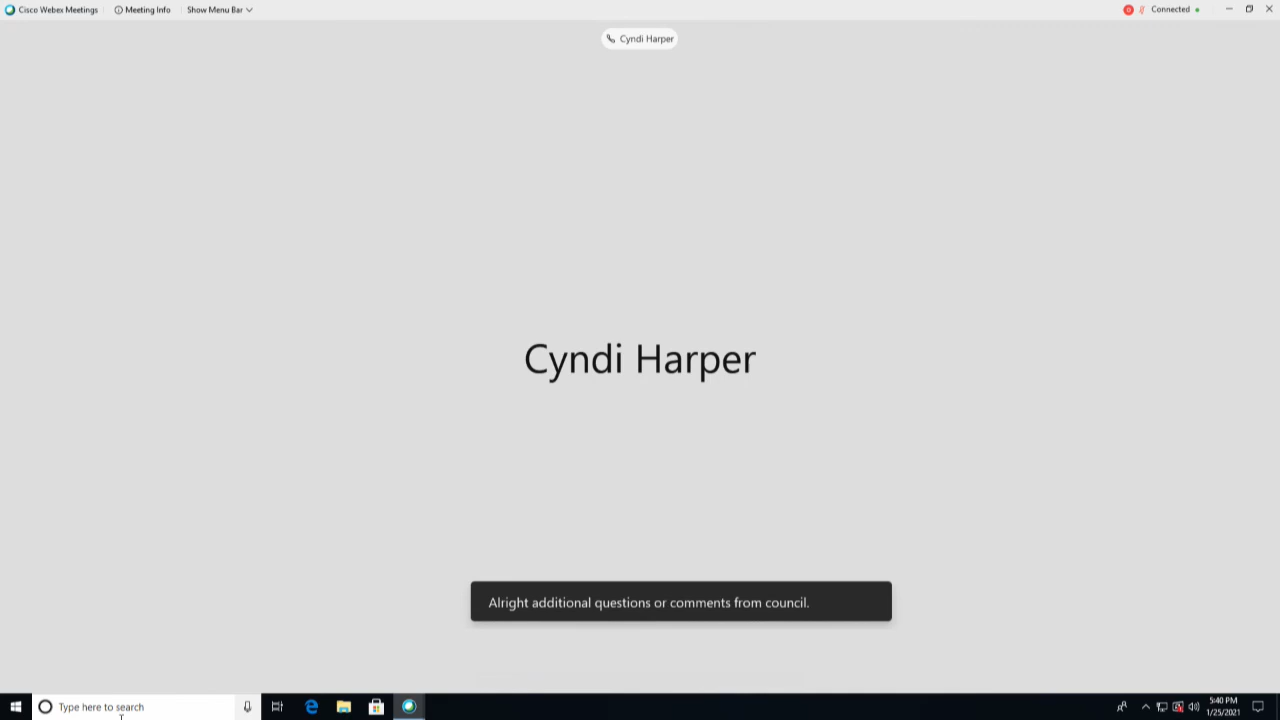 Cisco Webex Meetings Meeting Info Show Menu Bar Connected
Cyndi Harper
Cyndi Harper
Alright additional questions or comments from council.
Type here to search
5:40 PM
1/25/2021